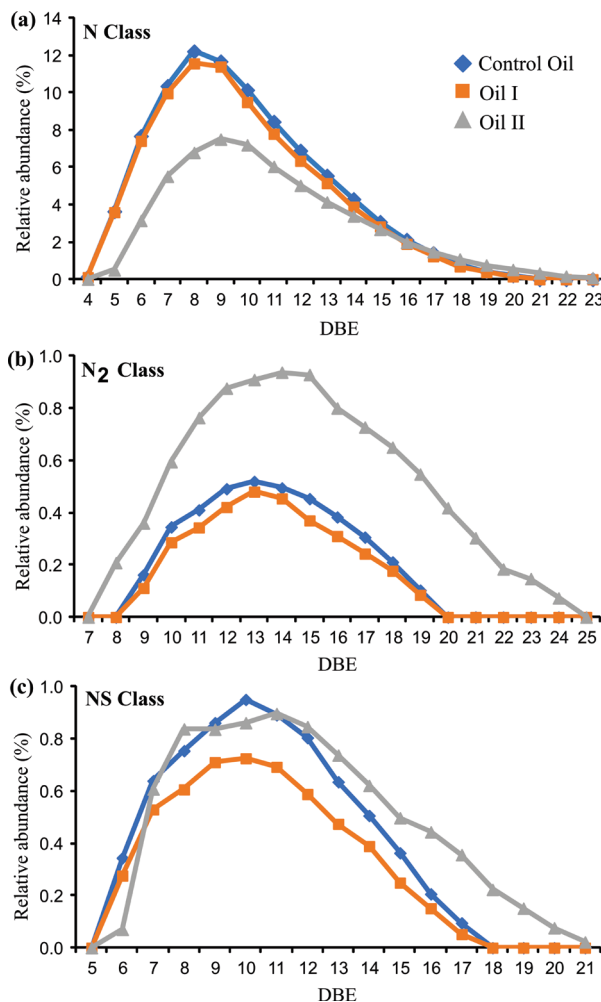 (a) N Class
Relative abundance (%)
14
12
10
8
6
4
2
0
4 5 6 7 8 9 10 11 12 13 14 15 16 17 18 19 20 21 22 23
DBE
Control Oil
Oil I
Oil II
(b) N2 Class
Relative abundance (%)
1.0
0.8
0.6
0.4
0.2
0.0
7 8 9 10 11 12 13 14 15 16 17 18 19 20 21 22 23 24 25
DBE
(c) NS Class
Relative abundance (%)
1.0
0.8
0.6
0.4
0.2
0.0
5 6 7 8 9 10 11 12 13 14 15 16 17 18 19 20 21
DBE